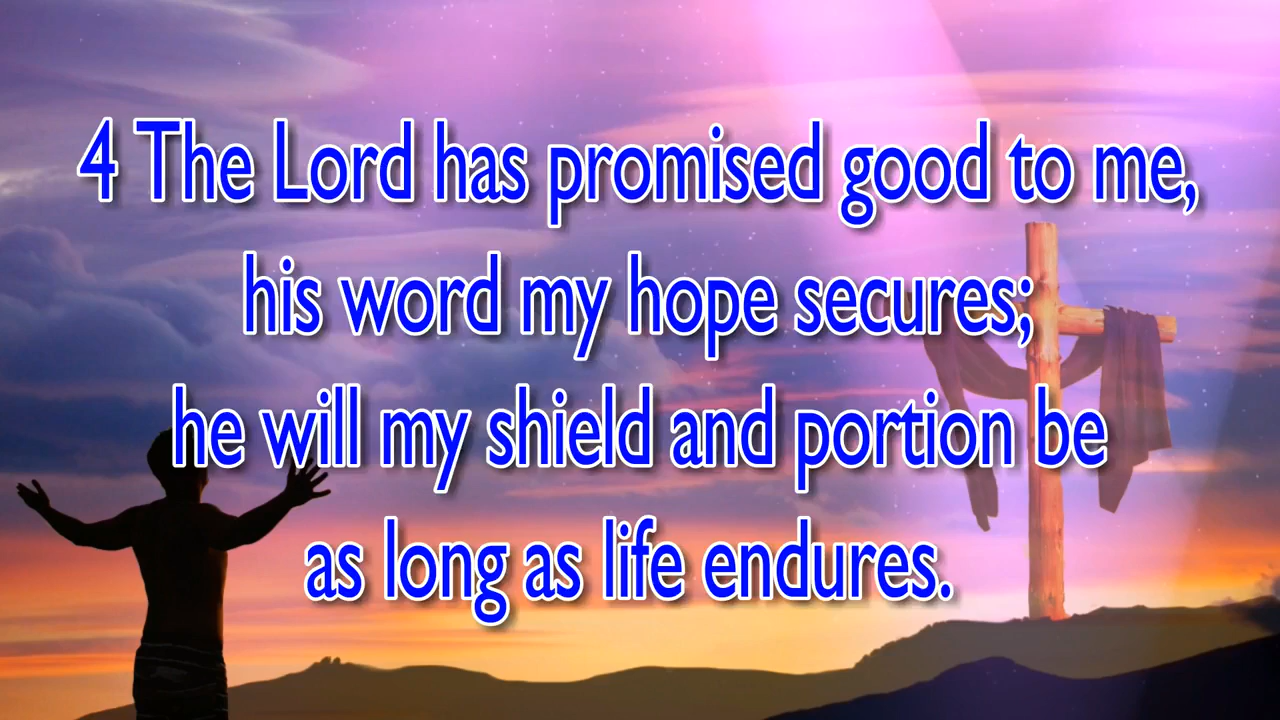 4 The Lord has promised good to me,
his word my hope secures;
he will my shield and portion be
as long as life endures.